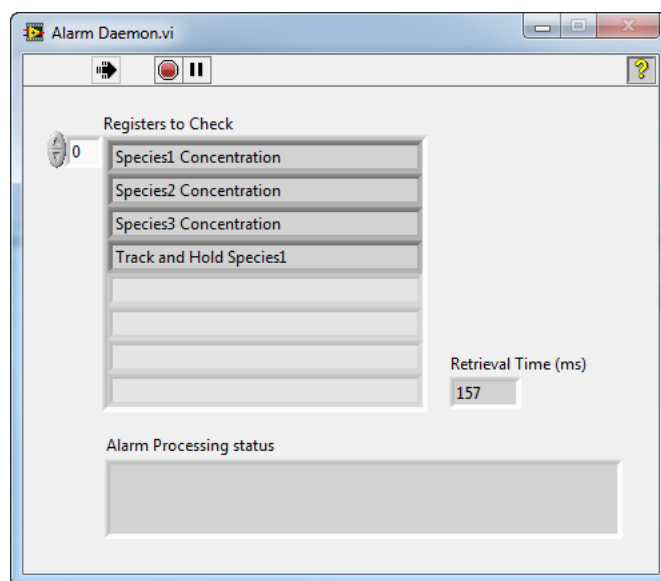 Alarm Daemon.vi
?
Registers to Check
0
Species1 Concentration
Species2 Concentration
Species3 Concentration
Track and Hold Species1
Retrieval Time (ms)
157
Alarm Processing status